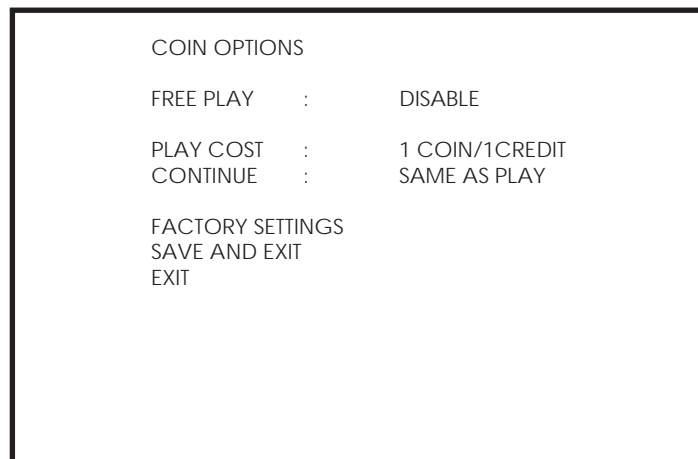 COIN OPTIONS
FREE PLAY : DISABLE
PLAY COST : 1 COIN/1CREDIT
CONTINUE : SAME AS PLAY
FACTORY SETTINGS
SAVE AND EXIT
EXIT